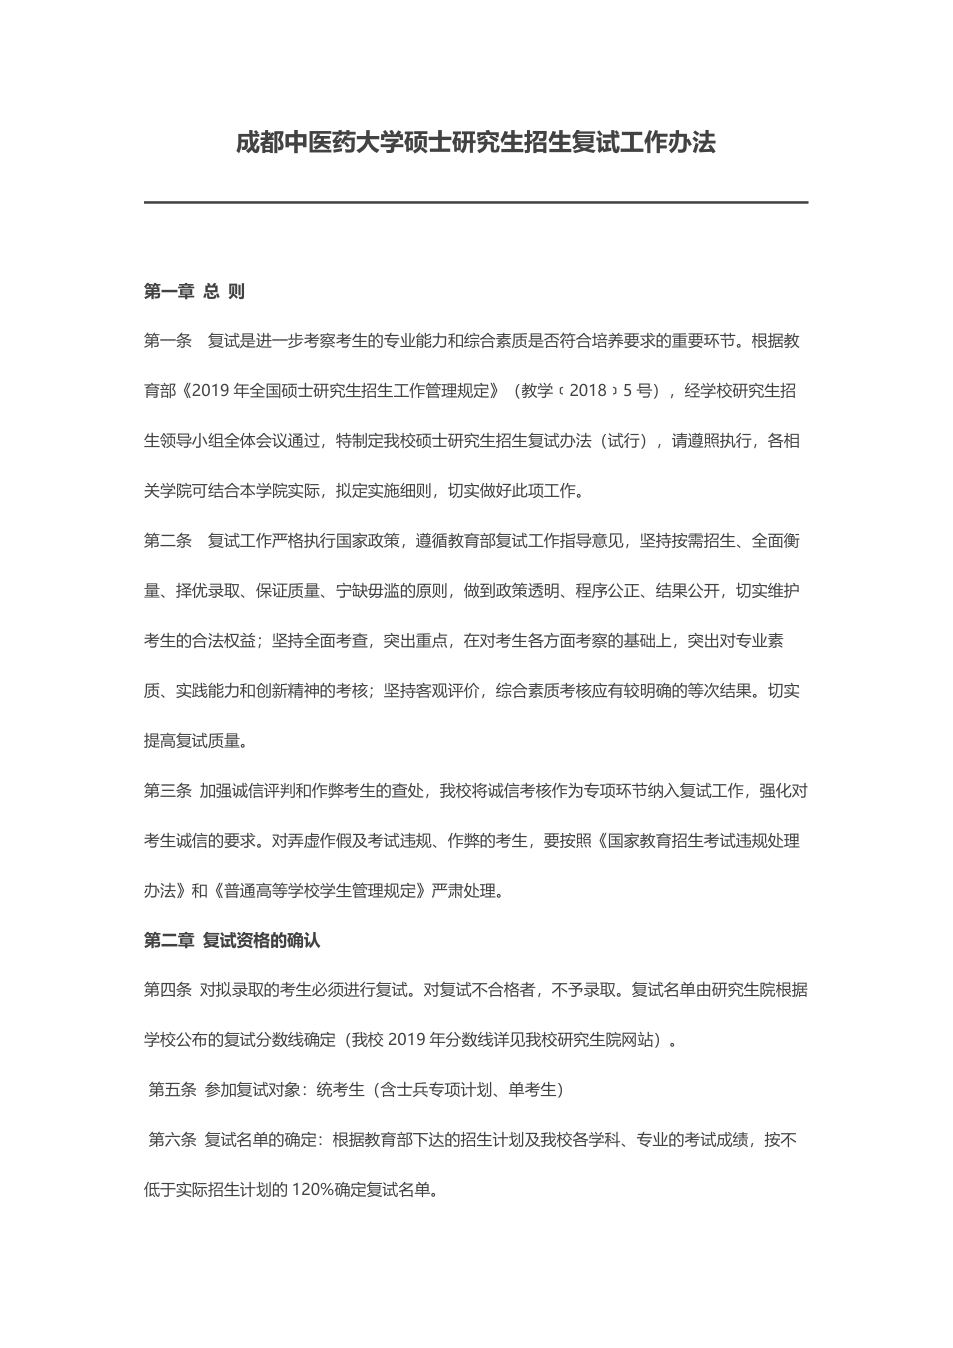 成都中医药大学硕士研究生招生复试工作办法
第一章 总 则
第一条　复试是进一步考察考生的专业能力和综合素质是否符合培养要求的重要环节。根据教
育部《2019 年全国硕士研究生招生工作管理规定》（教学﹝2018﹞5 号），经学校研究生招
生领导小组全体会议通过，特制定我校硕士研究生招生复试办法（试行），请遵照执行，各相
关学院可结合本学院实际，拟定实施细则，切实做好此项工作。
第二条　复试工作严格执行国家政策，遵循教育部复试工作指导意见，坚持按需招生、全面衡
量、择优录取、保证质量、宁缺毋滥的原则，做到政策透明、程序公正、结果公开，切实维护
考生的合法权益；坚持全面考查，突出重点，在对考生各方面考察的基础上，突出对专业素
质、实践能力和创新精神的考核；坚持客观评价，综合素质考核应有较明确的等次结果。切实
提高复试质量。
第三条 加强诚信评判和作弊考生的查处，我校将诚信考核作为专项环节纳入复试工作，强化对
考生诚信的要求。对弄虚作假及考试违规、作弊的考生，要按照《国家教育招生考试违规处理
办法》和《普通高等学校学生管理规定》严肃处理。
第二章 复试资格的确认
第四条 对拟录取的考生必须进行复试。对复试不合格者，不予录取。复试名单由研究生院根据
学校公布的复试分数线确定（我校 2019 年分数线详见我校研究生院网站）。
第五条 参加复试对象：统考生（含士兵专项计划、单考生）
第六条 复试名单的确定：根据教育部下达的招生计划及我校各学科、专业的考试成绩，按不
低于实际招生计划的 120%确定复试名单。